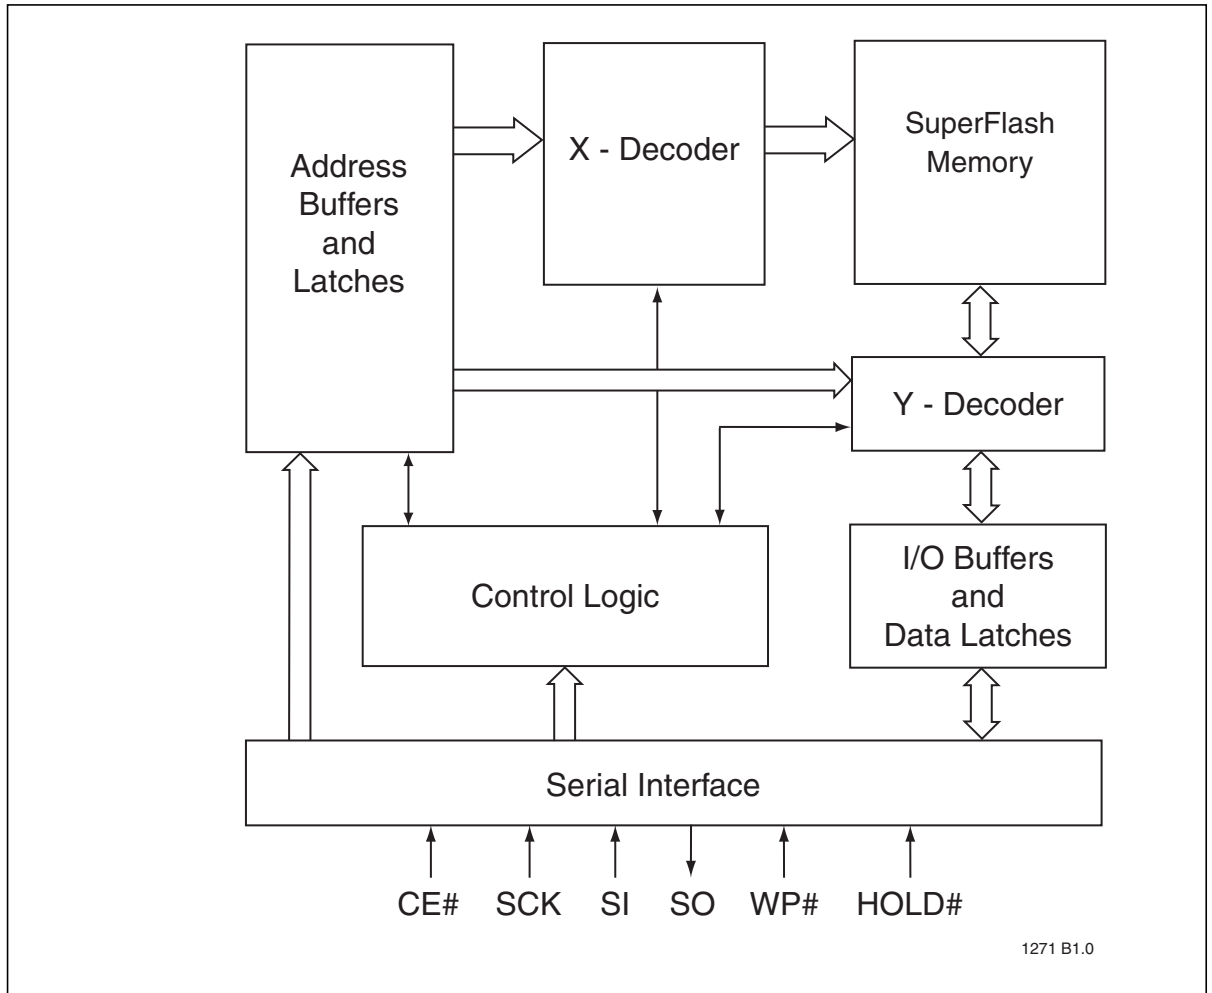 Address
Buffers
and
Latches
X - Decoder
SuperFlash
Memory
Y - Decoder
Control Logic
I/O Buffers
and
Data Latches
Serial Interface
CE# SCK SI SO WP# HOLD#
1271 B1.0